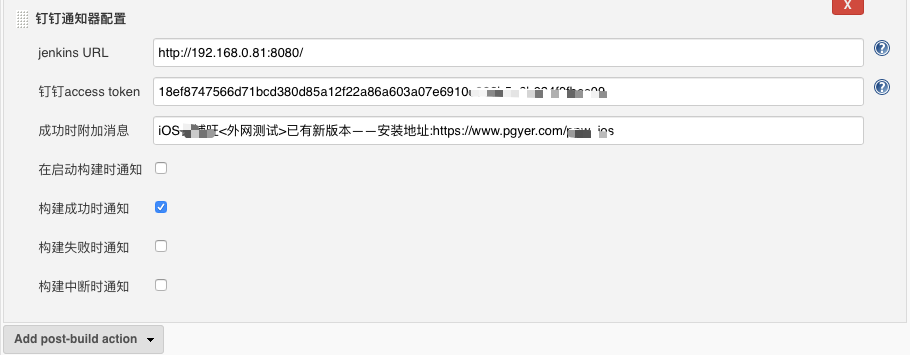 钉钉通知器配置
X
jenkins URL
http://192.168.0.81:8080/
钉钉access token
18ef8747566d71bcd380d85a12f22a86a603a07e6910
成功时附加消息
iOS 旺<外网测试>已有新版本——安装地址:https://www.pgyer.com/
在启动构建时通知
构建成功时通知
构建失败时通知
构建中断时通知
Add post-build action